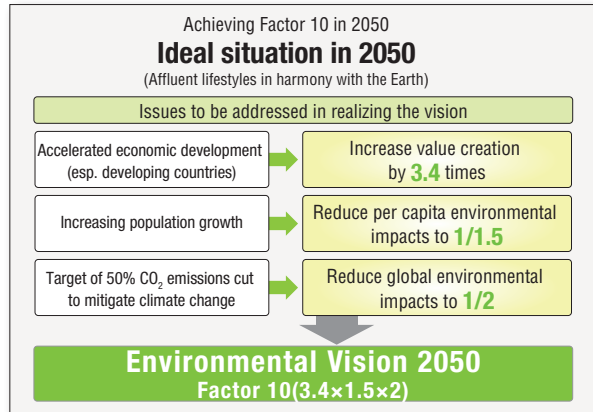 Achieving Factor 10 in 2050
Ideal situation in 2050
(Affluent lifestyles in harmony with the Earth)
Issues to be addressed in realizing the vision
Accelerated economic development
(esp. developing countries)
Increase value creation
by 3.4 times
Increasing population growth
Reduce per capita environmental
impacts to 1/1.5
Target of 50% CO₂ emissions cut
to mitigate climate change
Reduce global environmental
impacts to 1/2
Environmental Vision 2050
Factor 10(3.4×1.5×2)